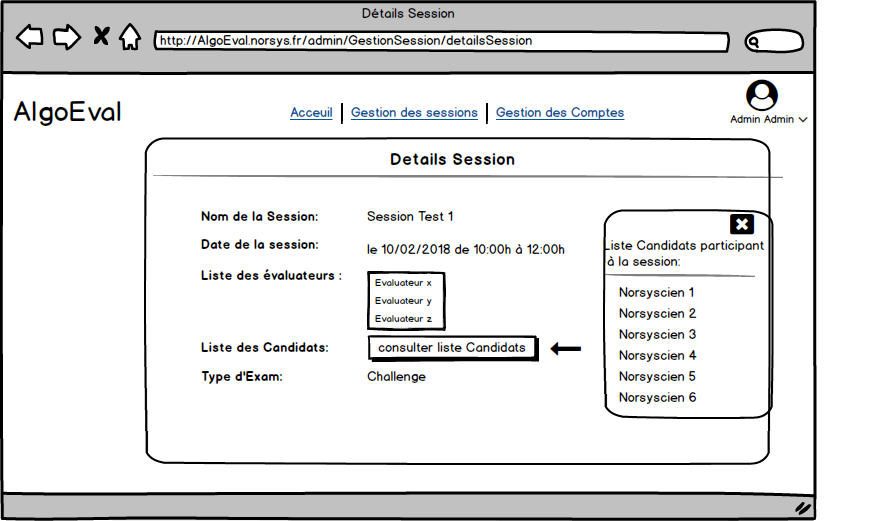 Détails Session
http://AlgoEval.norsys.fr/admin/GestionSession/detailsSession
AlgoEval
Acceuil
Gestion des sessions
Gestion des Comptes
Admin Admin
Details Session
Nom de la Session: Session Test 1
Date de la session: le 10/02/2018 de 10:00h à 12:00h
Liste des évaluateurs :
Evaluateur x
Evaluateur y
Evaluateur z
Liste des Candidats: consulter liste Candidats
Type d'Exam: Challenge
Liste Candidats participant
à la session:
Norsyscien 1
Norsyscien 2
Norsyscien 3
Norsyscien 4
Norsyscien 5
Norsyscien 6